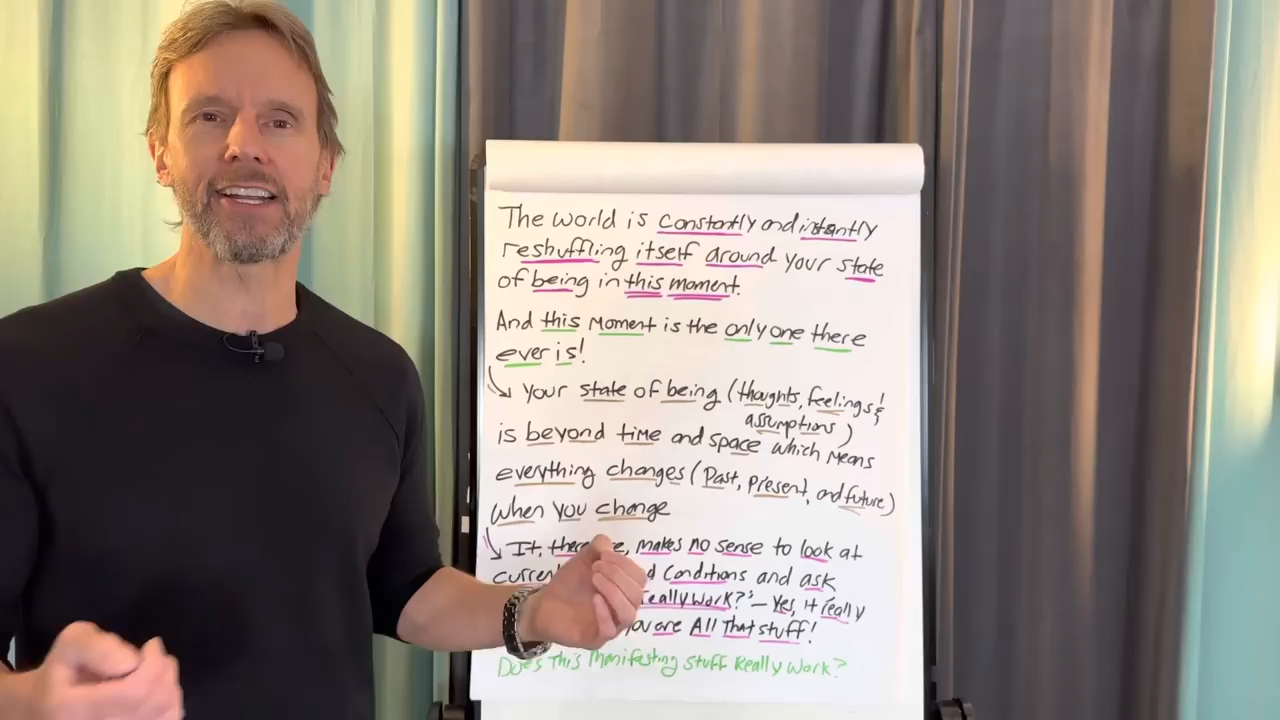 The world is constantly and instantly
reshuffling itself around your state
of being in this moment.
And this Moment is the only one there
ever is!
Your state of being (thoughts, feelings &
assumptions)
is beyond time and space which means
everything changes (Past, present, and future)
when you change
It, makes no sense to look at
conditions and ask
Really work?" - Yes, it really
you are All That stuff!
Does This Manifesting Stuff Really Work?